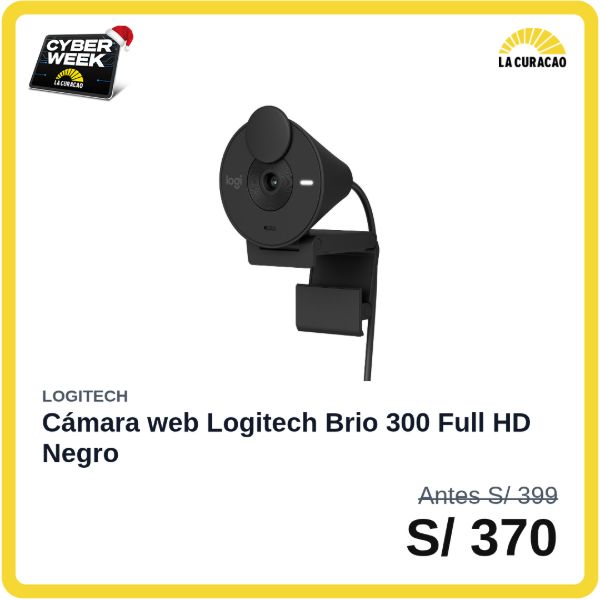 CYBER
WEEK
LA CURACAO
LA CURACAO
logi
LOGITECH
Cámara web Logitech Brio 300 Full HD
Negro
Antes S/ 399
S/ 370